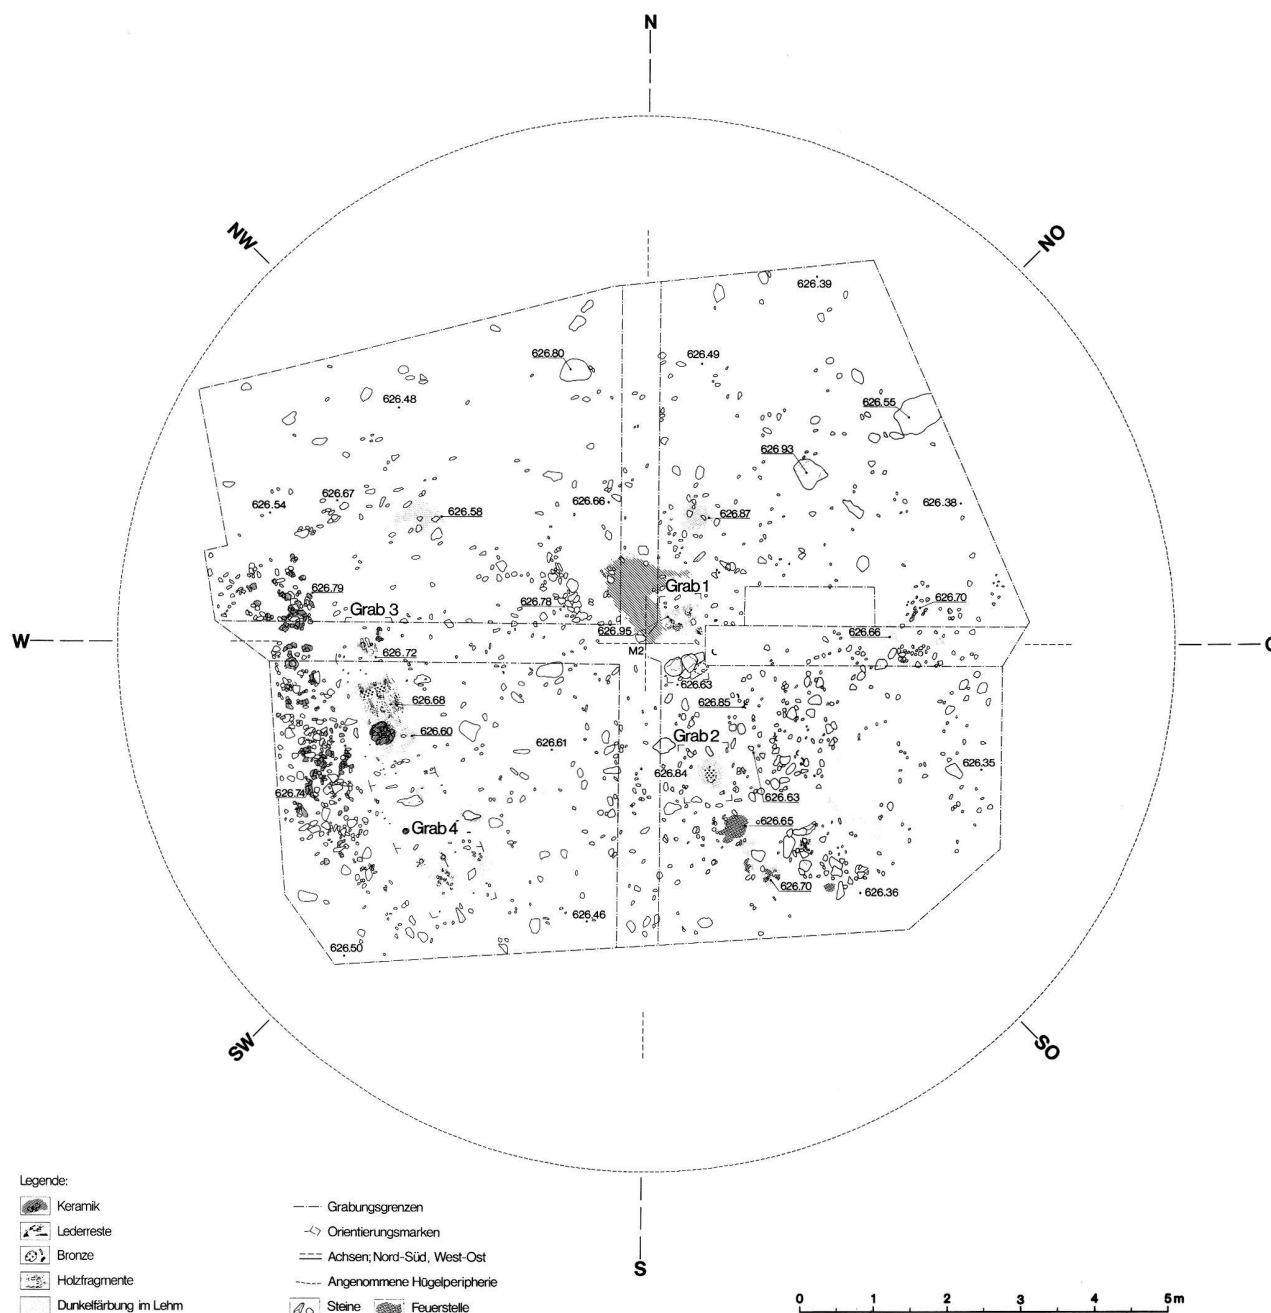 N
NW
NO
626.39
626.80
626.49
626.48
626.55
626 93
626.67
626.54
626.66
626.38
626.58
626.87
Grab 1
626.79
Grab 3
626.78
626.70
626.95
626.66
W
M2
O
626.72
626.63
626.68
626.85
626.60
Grab 2
626.61
626.84
626.35
626.74
626.63
626.65
Grab 4
626.70
626.36
626.46
626.50
SW
SO
S
Legende:
Keramik
Lederreste
Bronze
Holzfragmente
Dunkelfärbung im Lehm
Grabungsgrenzen
Orientierungsmarken
Achsen; Nord-Süd, West-Ost
Angenommene Hügelperipherie
Steine Feuerstelle
0 1 2 3 4 5m